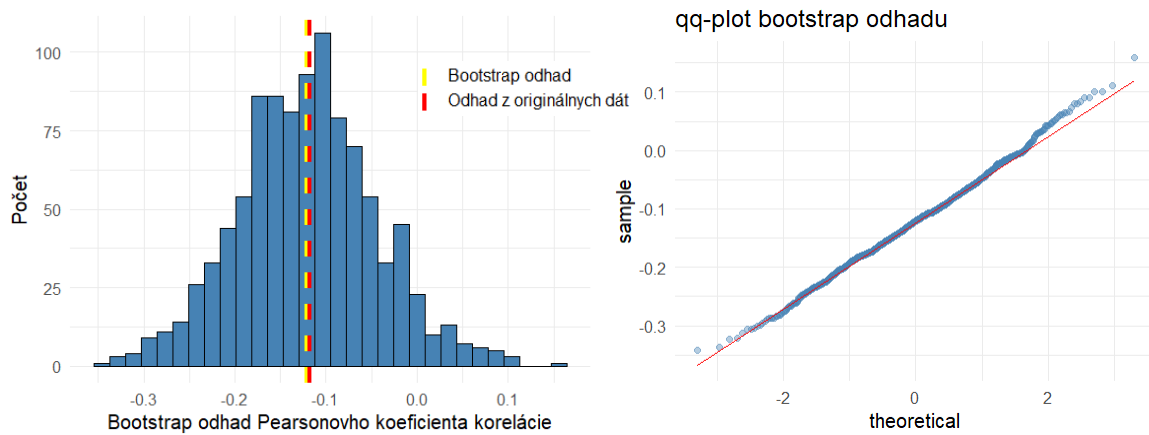 100
75
50
25
0
Počet
-0.3
-0.2
-0.1
0.0
0.1
Bootstrap odhad Pearsonovho koeficienta korelácie
Bootstrap odhad
Odhad z originálnych dát
qq-plot bootstrap odhadu
0.1
0.0
-0.1
-0.2
-0.3
sample
-2
0
2
theoretical